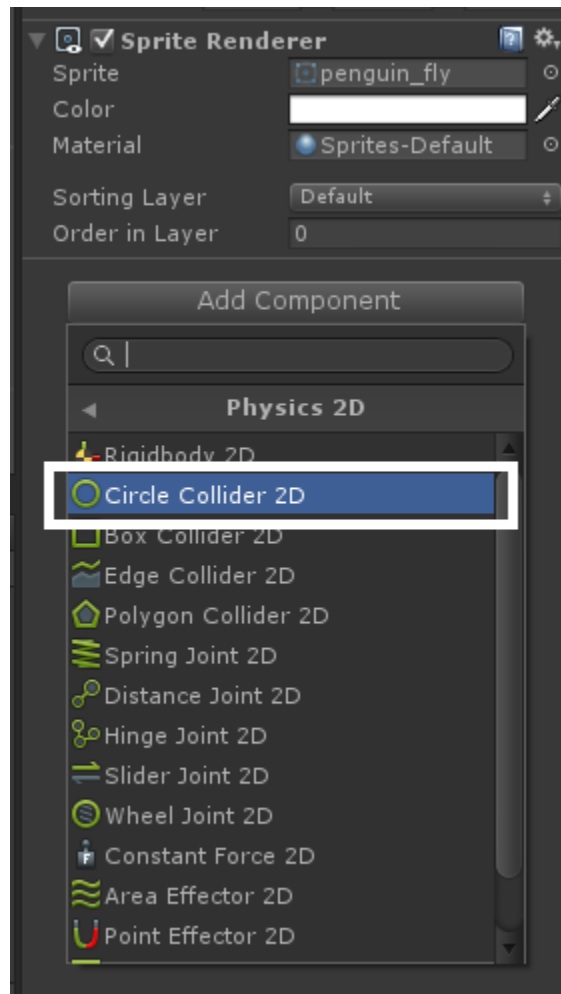 Sprite Renderer
Sprite penguin_fly
Color
Material Sprites-Default
Sorting Layer Default
Order in Layer 0
Add Component
Physics 2D
Rigidbody 2D
Circle Collider 2D
Box Collider 2D
Edge Collider 2D
Polygon Collider 2D
Spring Joint 2D
Distance Joint 2D
Hinge Joint 2D
Slider Joint 2D
Wheel Joint 2D
Constant Force 2D
Area Effector 2D
Point Effector 2D